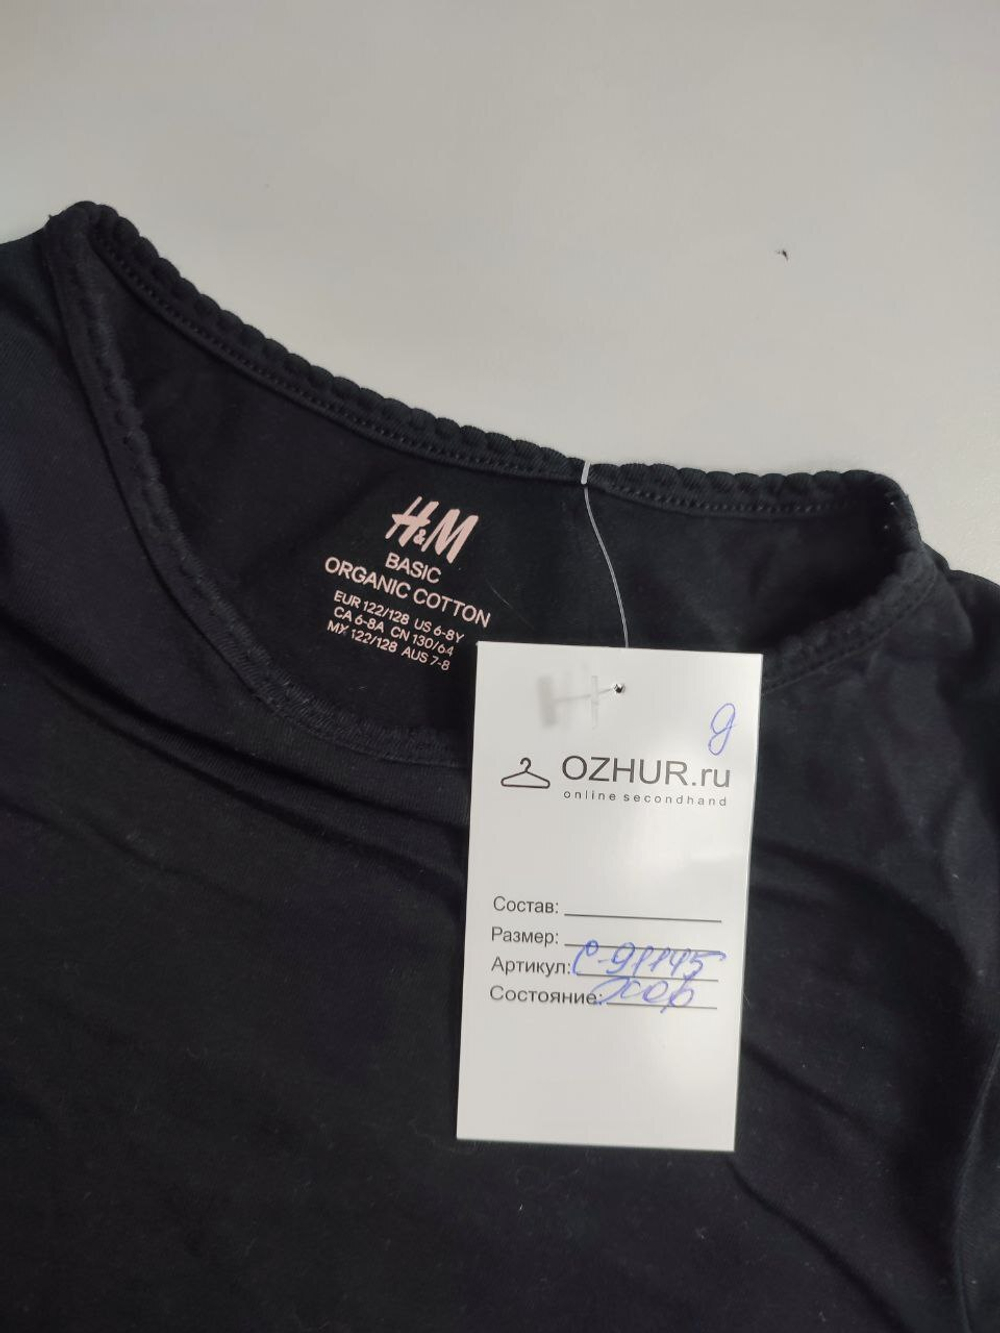 H&M
BASIC
ORGANIC COTTON
EUR 122/128 US 6-8Y
CA 6-8A CN 130/64
MX 122/128 AUS 7-8
g
OZHUR.ru
online secondhand
Состав:
Размер:
Артикул: С-91145
Состояние: хор